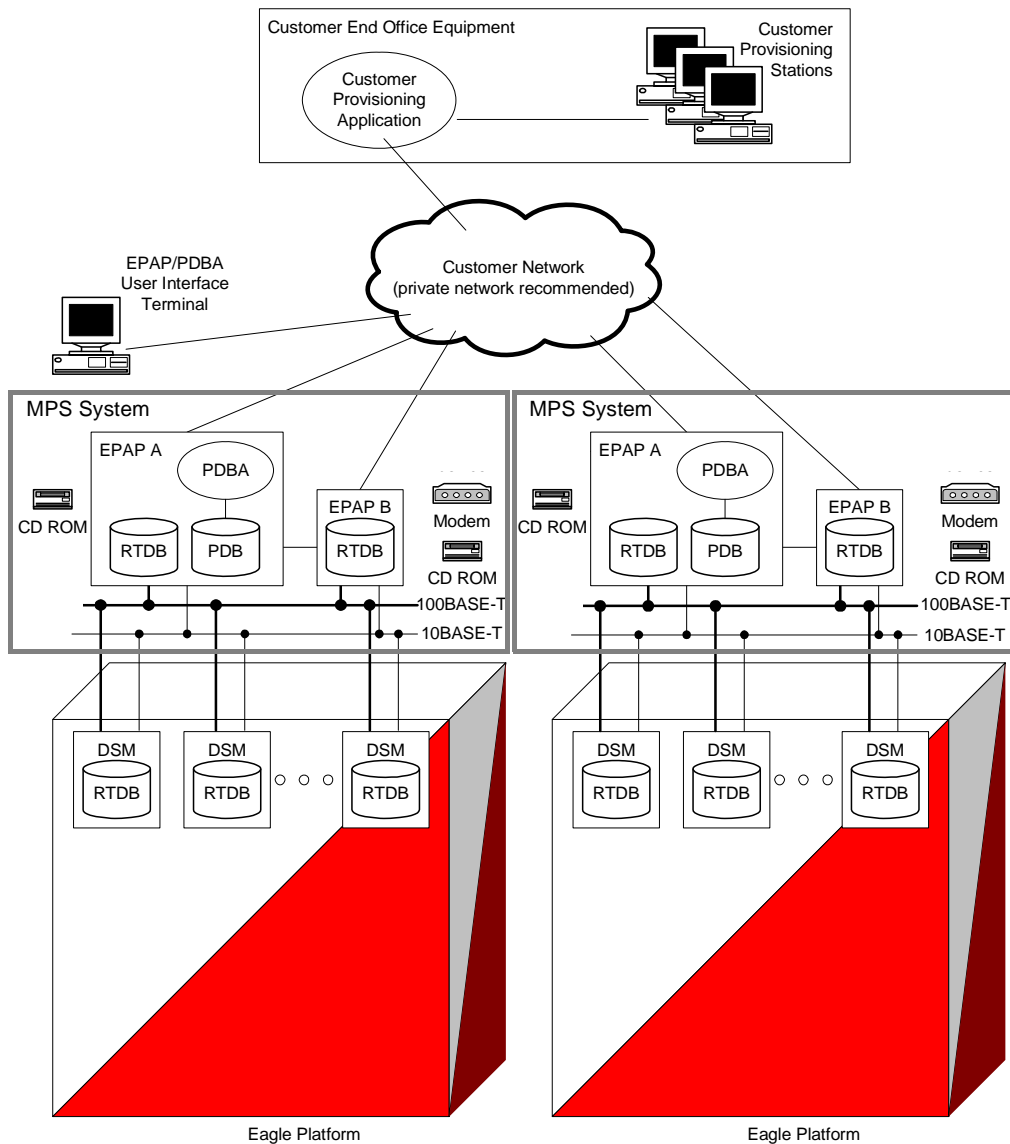 Customer End Office Equipment
Customer
Provisioning
Application
Customer
Provisioning
Stations
Customer Network
(private network recommended)
EPAP/PDBA
User Interface
Terminal
MPS System
EPAP A
PDBA
CD ROM
RTDB
PDB
EPAP B
RTDB
Modem
CD ROM
100BASE-T
10BASE-T
DSM
RTDB
DSM
RTDB
DSM
RTDB
Eagle Platform
MPS System
EPAP A
PDBA
CD ROM
RTDB
PDB
EPAP B
RTDB
Modem
CD ROM
100BASE-T
10BASE-T
DSM
RTDB
DSM
RTDB
DSM
RTDB
Eagle Platform